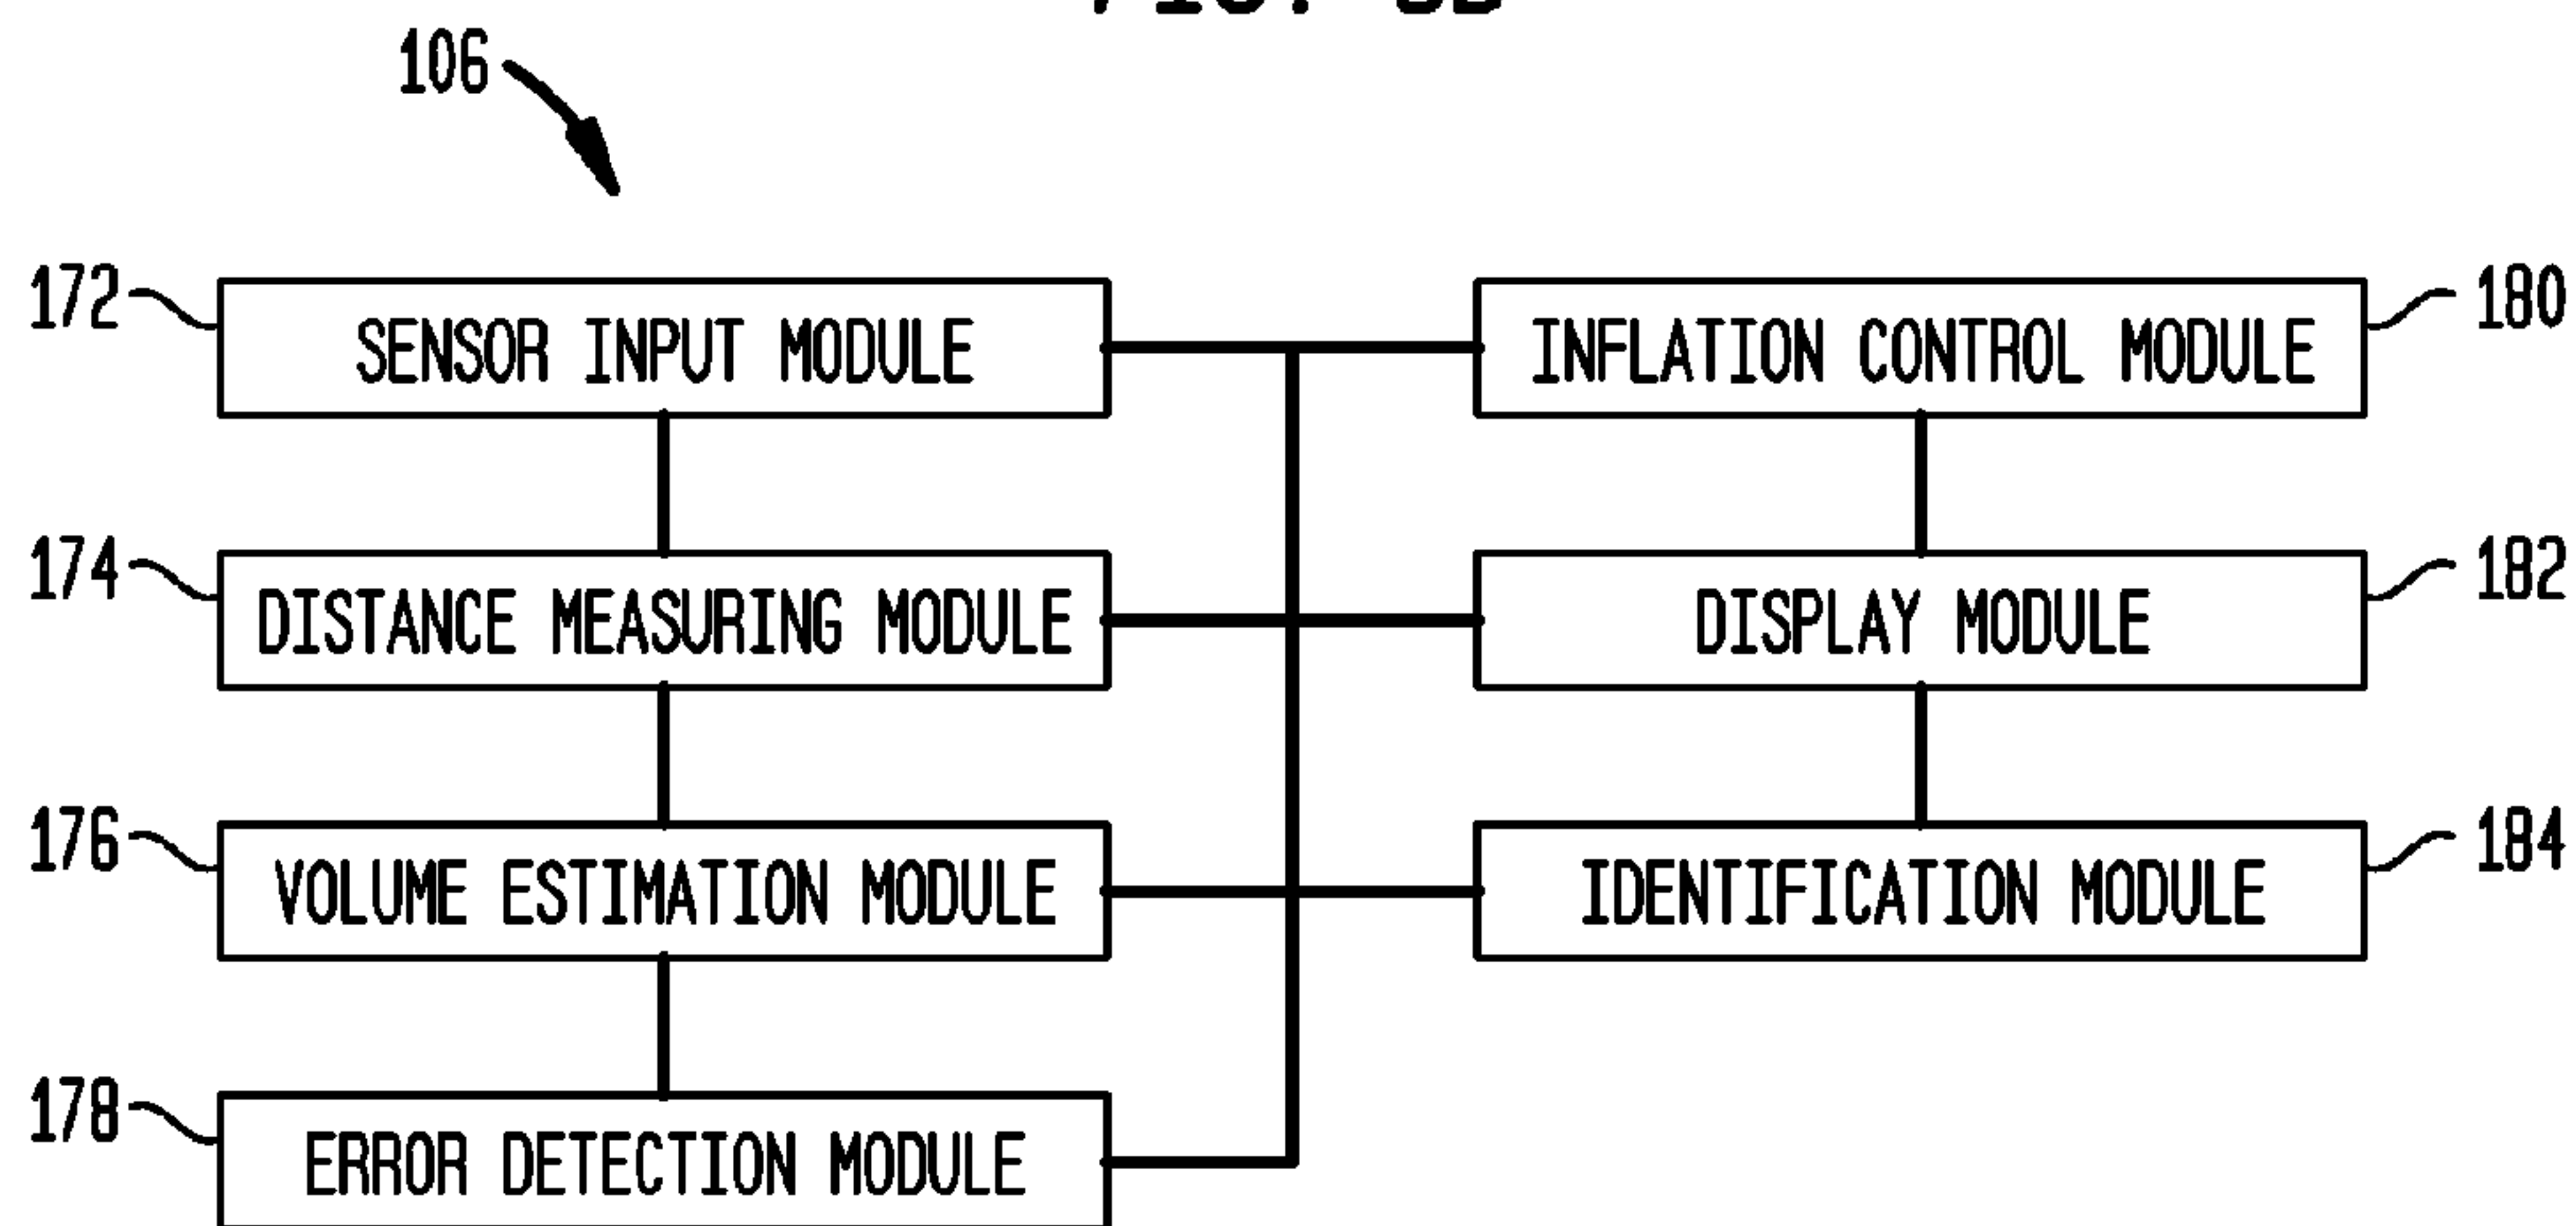 106
172
SENSOR INPUT MODULE
INFLATION CONTROL MODULE
180
174
DISTANCE MEASURING MODULE
DISPLAY MODULE
182
176
VOLUME ESTIMATION MODULE
IDENTIFICATION MODULE
184
178
ERROR DETECTION MODULE